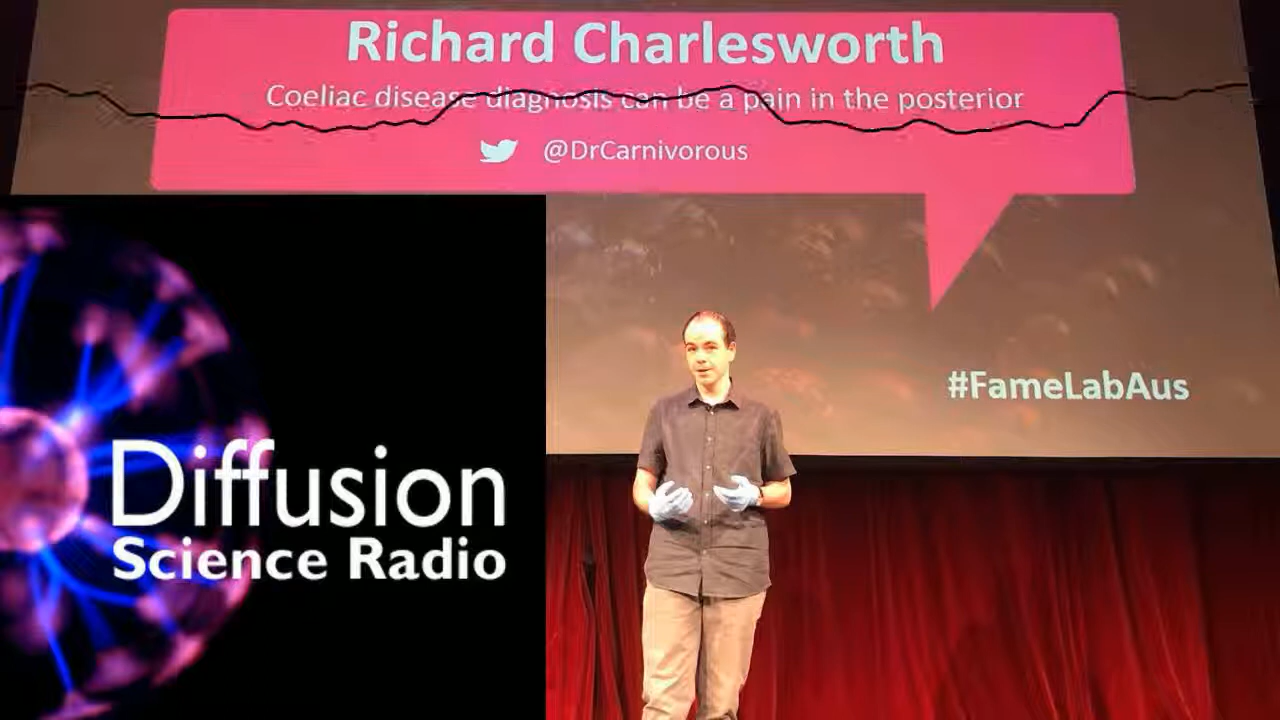 Richard Charlesworth
Coeliac disease diagnosis can be a pain in the posterior
@DrCarnivorous
#FameLabAus
Diffusion
Science Radio